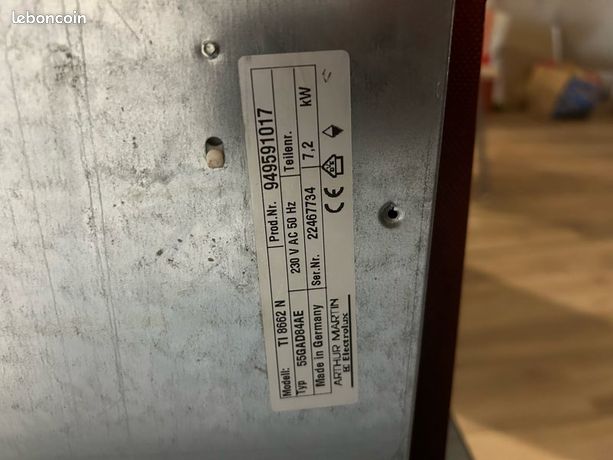 leboncoin
Modell: TI 8662 N Prod.Nr. 949591017
Typ 55GAD84AE 230 V AC 50 Hz Teilenr.
Made in Germany Ser.Nr. 22467734 7,2 kW
ARTHUR MARTIN CE
Electrolux